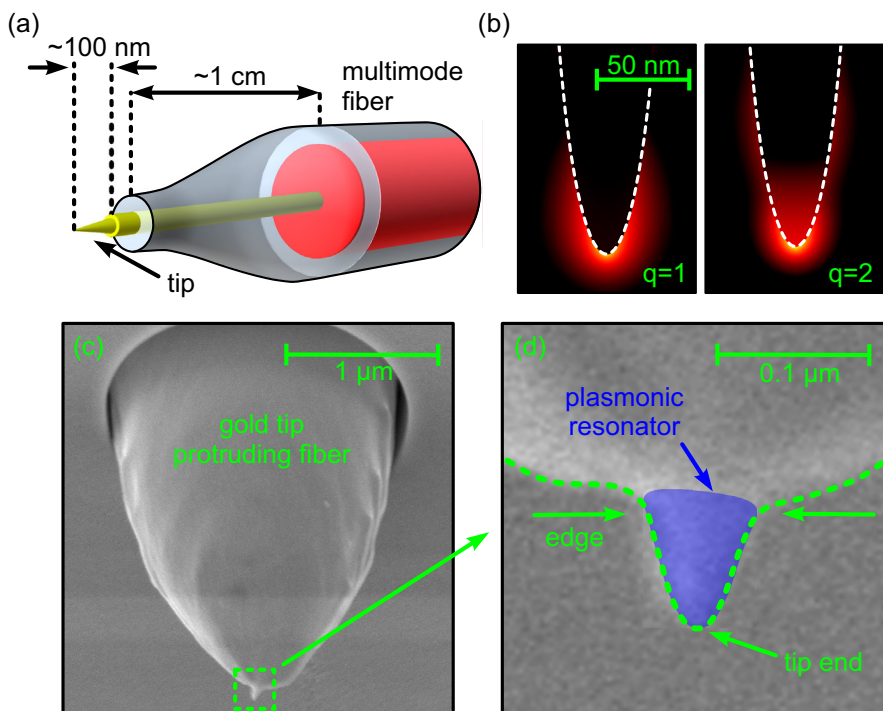 (a)
~100 nm
~1 cm
multimode
fiber
tip
(b)
50 nm
q=1
q=2
(c)
1 μm
gold tip
protruding fiber
(d)
0.1 μm
plasmonic
resonator
edge
tip end